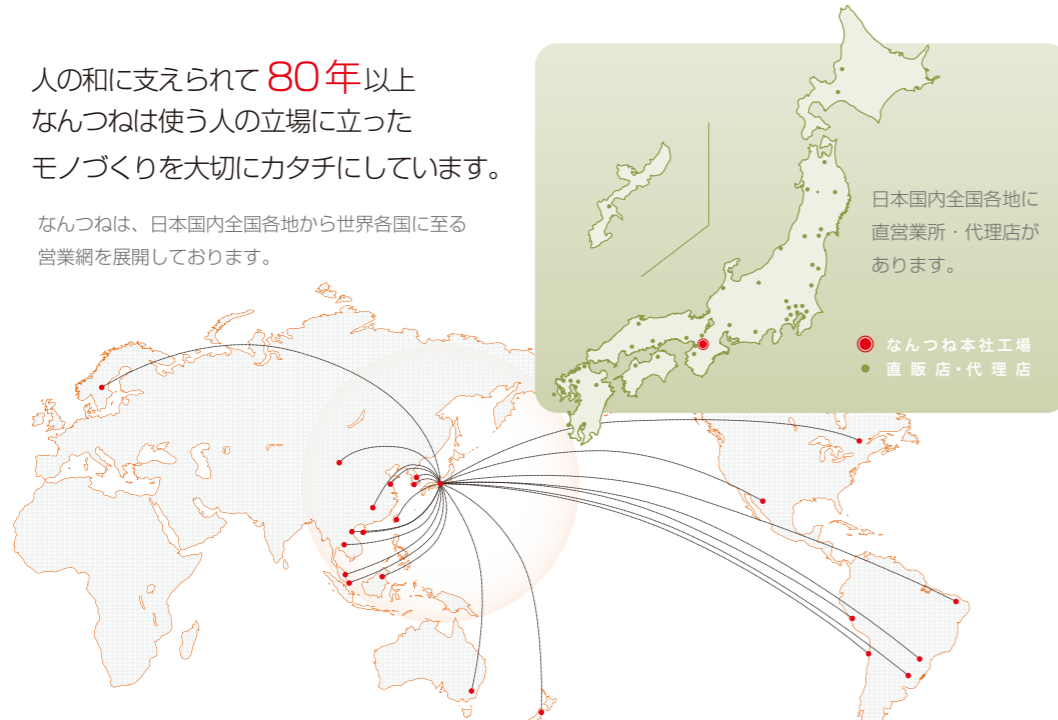 人の和に支えられて 80年以上
なんつねは使う人の立場に立った
モノづくりを大切にカタチにしています。
なんつねは、日本国内全国各地から世界各国に至る
営業網を展開しております。
日本国内全国各地に
直営業所・代理店が
あります。
なんつね本社工場
直販店・代理店